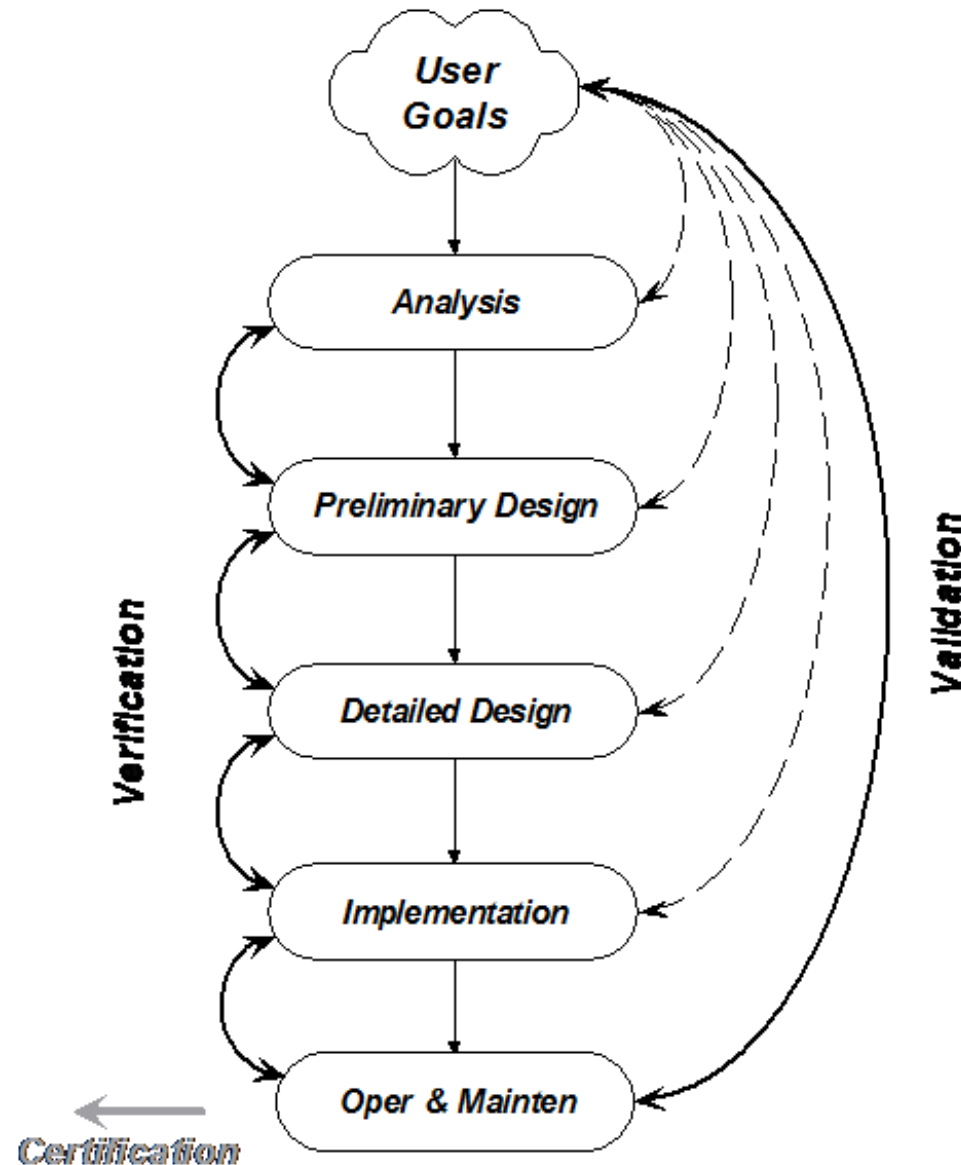 User
Goals
Analysis
Preliminary Design
Detailed Design
Implementation
Oper & Mainten
Verification
Validation
Certification